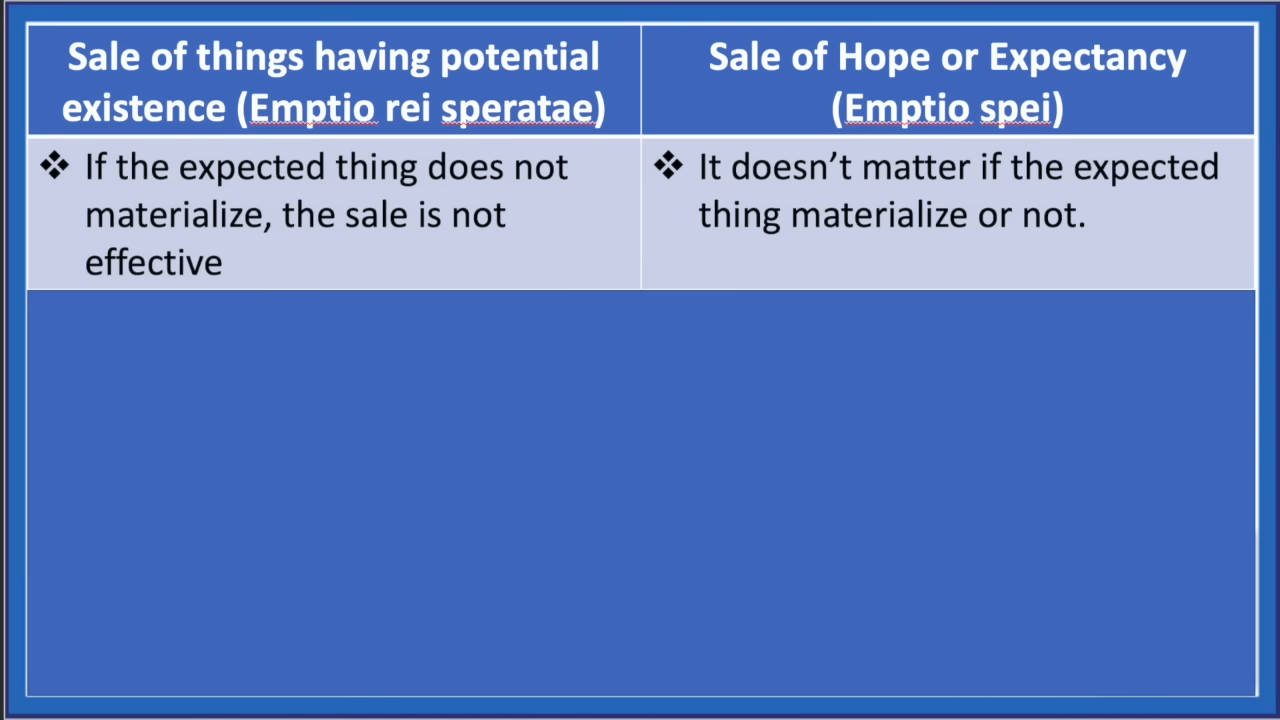 Sale of things having potential
existence (Emptio rei speratae)
Sale of Hope or Expectancy
(Emptio spei)
❖ If the expected thing does not
materialize, the sale is not
effective
❖ It doesn’t matter if the expected
thing materialize or not.